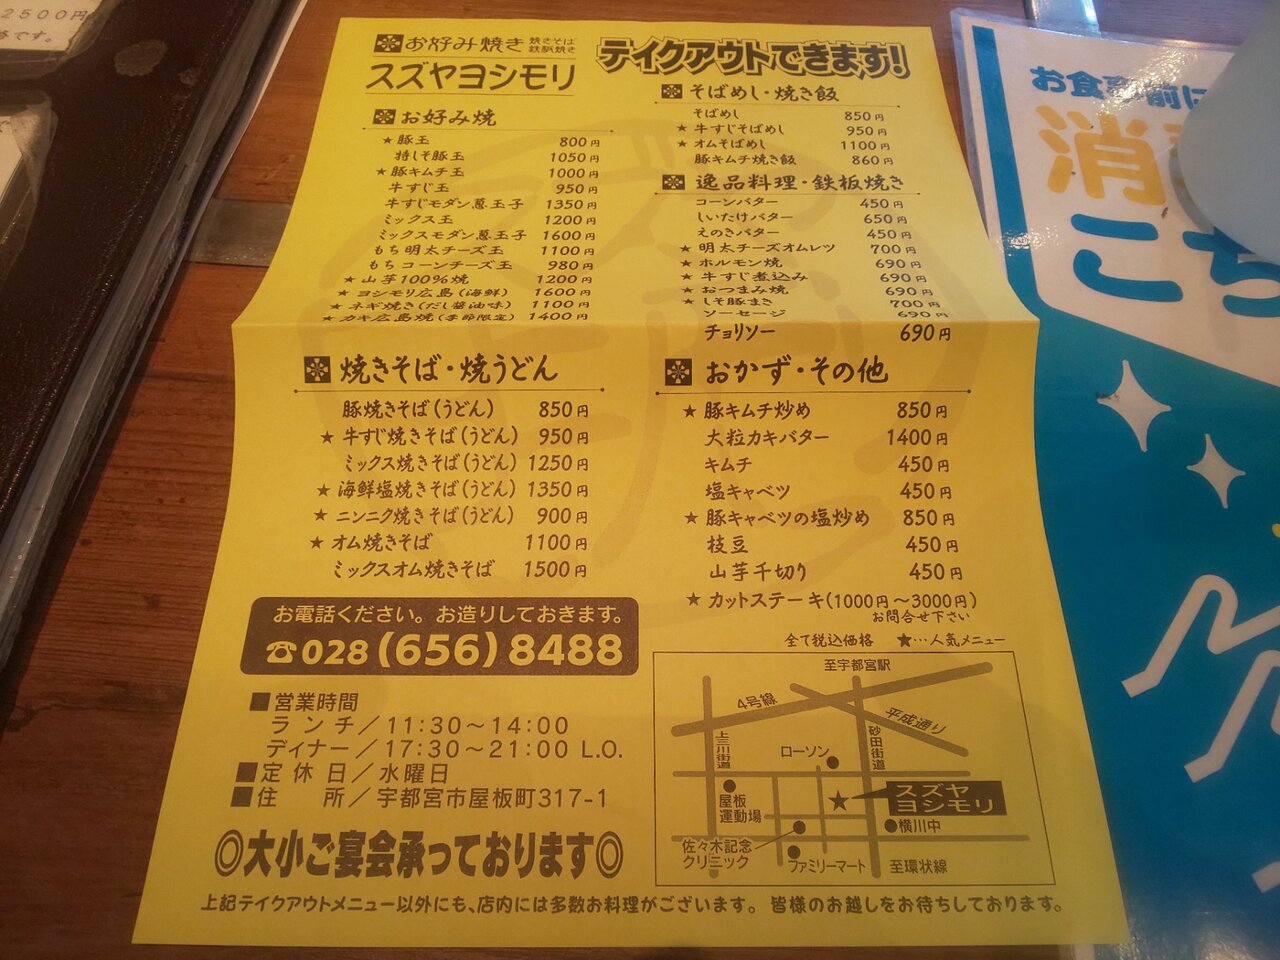 ２５００円
格です。
お好み焼き 焼きそば 鉄板焼き
スズヤヨシモリ
テイクアウトできます！
お好み焼
★豚玉 800円
特しそ豚玉 1050円
★豚キムチ玉 1000円
牛すじ玉 950円
牛すじモダン葱玉子 1350円
ミックス玉 1200円
ミックスモダン葱玉子 1600円
もち明太チーズ玉 1100円
もちコーンチーズ玉 980円
★山芋100％焼 1200円
★ヨシモリ広島(海鮮) 1600円
★ネギ焼き(だし醤油味) 1100円
★カキ広島焼(季節限定) 1400円
焼きそば・焼うどん
豚焼きそば(うどん) 850円
★牛すじ焼きそば(うどん) 950円
ミックス焼きそば(うどん) 1250円
★海鮮塩焼きそば(うどん) 1350円
★ニンニク焼きそば(うどん) 900円
★オム焼きそば 1100円
ミックスオム焼きそば 1500円
そばめし・焼き飯
そばめし 850円
★牛すじそばめし 950円
★オムそばめし 1100円
豚キムチ焼き飯 860円
逸品料理・鉄板焼き
コーンバター 450円
しいたけバター 650円
えのきバター 450円
★明太チーズオムレツ 700円
★ホルモン焼 690円
★牛すじ煮込み 690円
★おつまみ焼 690円
★しそ豚まき 700円
ソーセージ 690円
チョリソー 690円
おかず・その他
★豚キムチ炒め 850円
大粒カキバター 1400円
キムチ 450円
塩キャベツ 450円
★豚キャベツの塩炒め 850円
枝豆 450円
山芋千切り 450円
★カットステーキ(1000円～3000円)
お問合せ下さい
全て税込価格 ★…人気メニュー
お電話ください。お造りしておきます。
☎028(656)8488
■営業時間
ランチ／11:30～14:00
ディナー／17:30～21:00 L.O.
■定休日／水曜日
■住所／宇都宮市屋板町317-1
◎大小ご宴会承っております◎
至宇都宮駅
4号線
平成通り
上三川街道
砂田街道
ローソン
スズヤ
ヨシモリ
屋板
運動場
横川中
佐々木記念
クリニック
ファミリーマート
至環状線
上記テイクアウトメニュー以外にも、店内には多数お料理がございます。皆様のお越しをお待ちしております。
お食事前に
消
こち